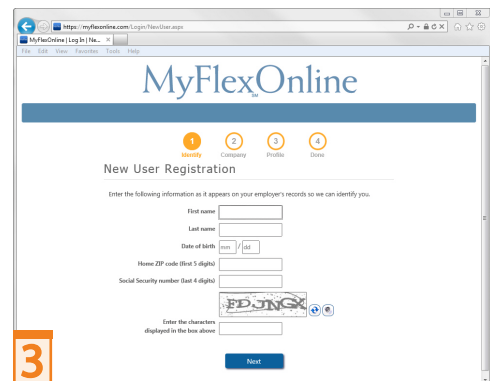 https://myflexonline.com/Login/NewUser.aspx
MyFlexOnline | Log In | Ne...
File Edit View Favorites Tools Help
MyFlexOnline
SM
1 2 3 4
Identify Company Profile Done
New User Registration
Enter the following information as it appears on your employer's records so we can identify you.
First name
Last name
Date of birth mm / dd
Home ZIP code (first 5 digits)
Social Security number (last 4 digits)
FDJNGX
Enter the characters
displayed in the box above
Next
3